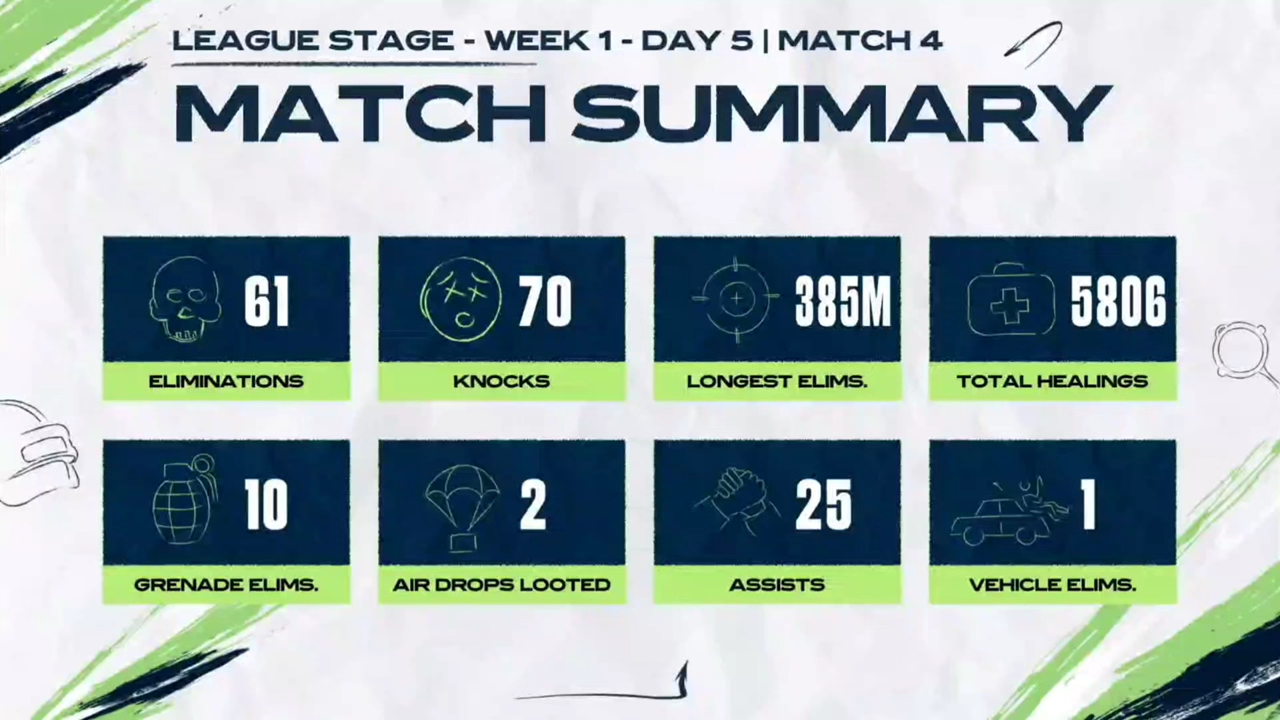 LEAGUE STAGE - WEEK 1 - DAY 5 | MATCH 4
MATCH SUMMARY
61
ELIMINATIONS
70
KNOCKS
385M
LONGEST ELIMS.
5806
TOTAL HEALINGS
10
GRENADE ELIMS.
2
AIR DROPS LOOTED
25
ASSISTS
1
VEHICLE ELIMS.